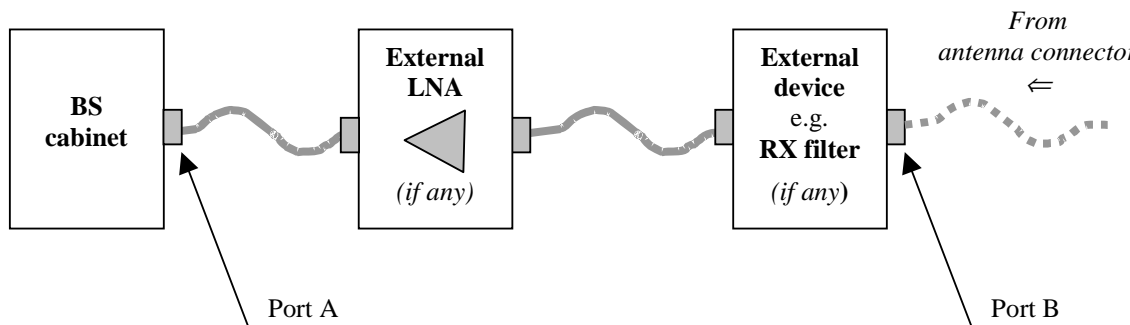 BS
cabinet
External
LNA
(if any)
External
device
e.g.
RX filter
(if any)
From
antenna connector
⇐
Port A
Port B